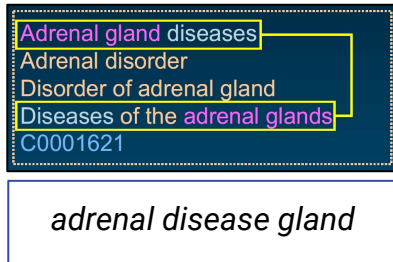 Adrenal gland diseases
Adrenal disorder
Disorder of adrenal gland
Diseases of the adrenal glands
C0001621
adrenal disease gland